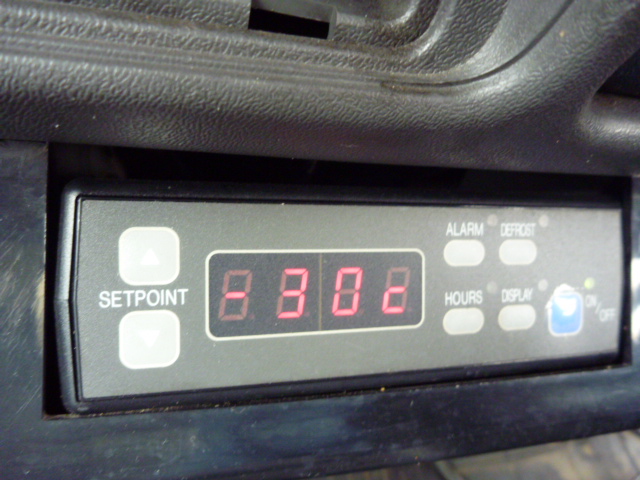 ALARM DEFROST
SETPOINT
-30c
HOURS DISPLAY
ON/OFF